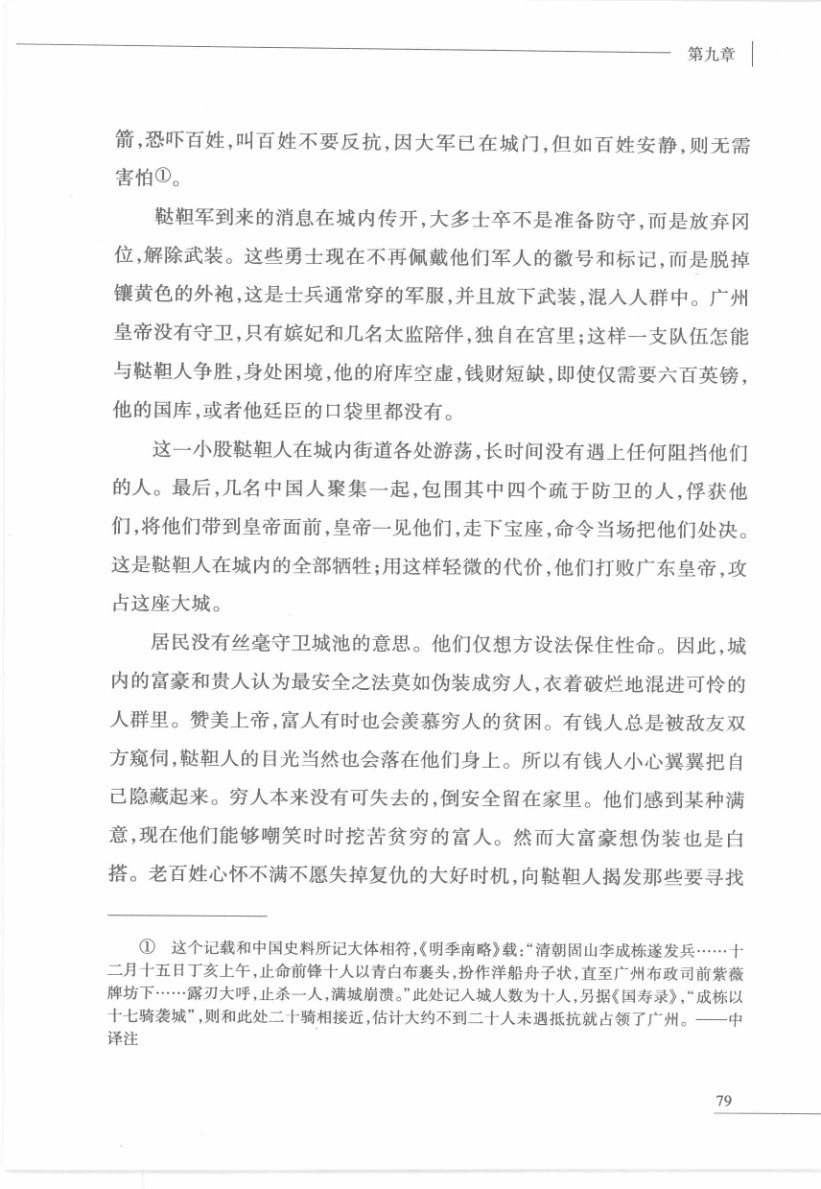 第九章
箭,恐吓百姓,叫百姓不要反抗,因大军已在城门,但如百姓安静,则无需
害怕①。
鞑靼军到来的消息在城内传开,大多士卒不是准备防守,而是放弃冈
位,解除武装。这些勇士现在不再佩戴他们军人的徽号和标记,而是脱掉
镶黄色的外袍,这是士兵通常穿的军服,并且放下武装,混入人群中。广州
皇帝没有守卫,只有嫔妃和几名太监陪伴,独自在宫里;这样一支队伍怎能
与鞑靼人争胜,身处困境,他的府库空虚,钱财短缺,即使仅需要六百英镑,
他的国库,或者他廷臣的口袋里都没有。
这一小股鞑靼人在城内街道各处游荡,长时间没有遇上任何阻挡他们
的人。最后,几名中国人聚集一起,包围其中四个疏于防卫的人,俘获他
们,将他们带到皇帝面前,皇帝一见他们,走下宝座,命令当场把他们处决。
这是鞑靼人在城内的全部牺牲;用这样轻微的代价,他们打败广东皇帝,攻
占这座大城。
居民没有丝毫守卫城池的意思。他们仅想方设法保住性命。因此,城
内的富豪和贵人认为最安全之法莫如伪装成穷人,衣着破烂地混进可怜的
人群里。赞美上帝,富人有时也会羡慕穷人的贫困。有钱人总是被敌友双
方窥伺,鞑靼人的目光当然也会落在他们身上。所以有钱人小心翼翼把自
己隐藏起来。穷人本来没有可失去的,倒安全留在家里。他们感到某种满
意,现在他们能够嘲笑时时挖苦贫穷的富人。然而大富豪想伪装也是白
搭。老百姓心怀不满不愿失掉复仇的大好时机,向鞑靼人揭发那些要寻找
① 这个记载和中国史料所记大体相符,《明季南略》载:“清朝固山李成栋遂发兵……十
二月十五日丁亥上午,止命前锋十人以青白布裹头,扮作洋船舟子状,直至广州布政司前紫薇
牌坊下……露刃大呼,止杀一人,满城崩溃。”此处记入城人数为十人,另据《国寿录》,“成栋以
十七骑袭城”,则和此处二十骑相接近,估计大约不到二十人未遇抵抗就占领了广州。——中
译注
79